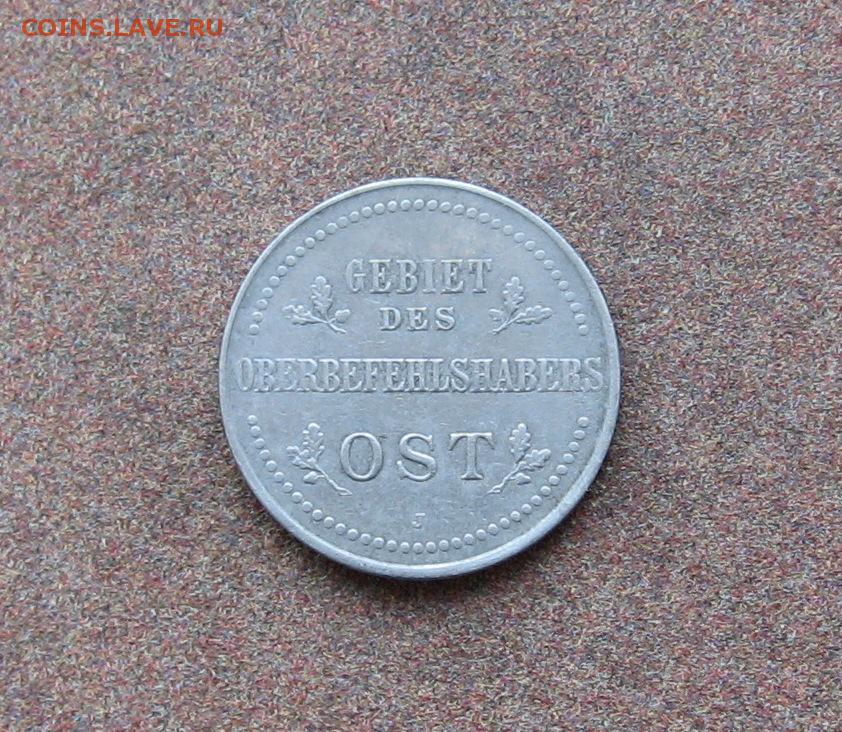 COINS.LAVE.RU
GEBIET
DES
OBERBEFEHLSHABERS
OST
J